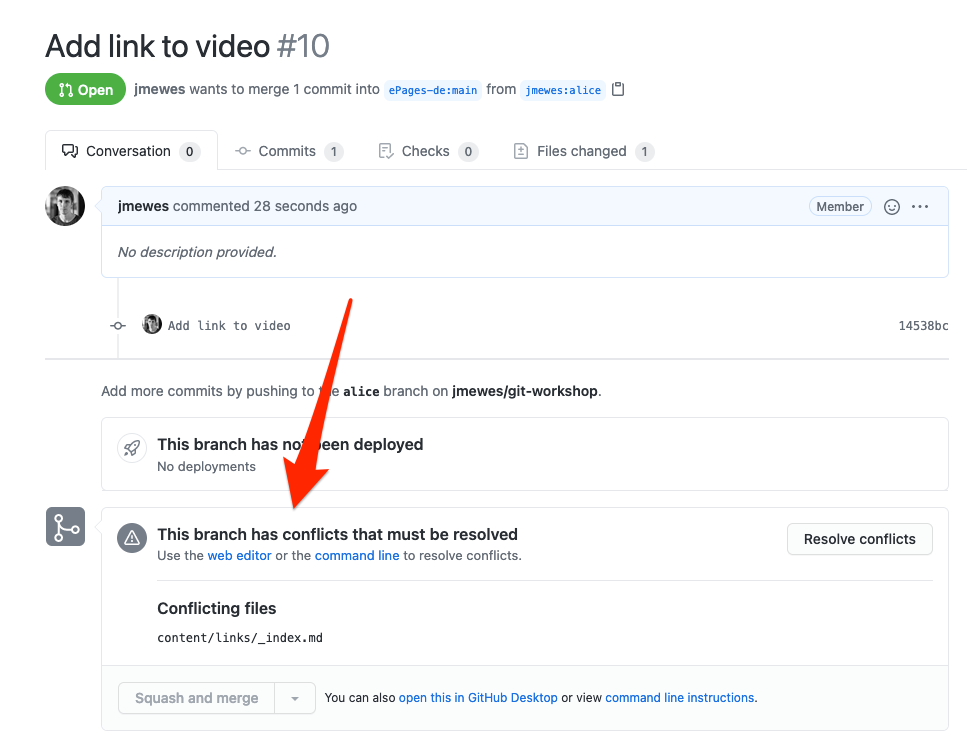 Add link to video #10
Open jmewes wants to merge 1 commit into ePages-de:main from jmewes:alice
Conversation 0 Commits 1 Checks 0 Files changed 1
jmewes commented 28 seconds ago Member
No description provided.
Add link to video 14538bc
Add more commits by pushing to the alice branch on jmewes/git-workshop.
This branch has not been deployed
No deployments
This branch has conflicts that must be resolved
Use the web editor or the command line to resolve conflicts.
Resolve conflicts
Conflicting files
content/links/_index.md
Squash and merge You can also open this in GitHub Desktop or view command line instructions.